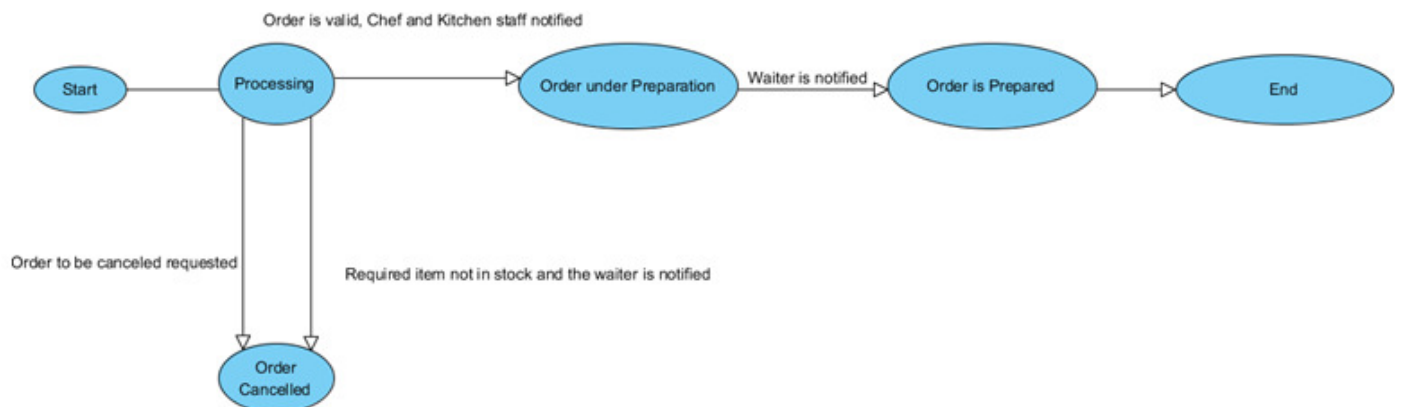 Order is valid, Chef and Kitchen staff notified
Start
Processing
Order under Preparation
Waiter is notified
Order is Prepared
End
Order to be canceled requested
Required item not in stock and the waiter is notified
Order
Cancelled